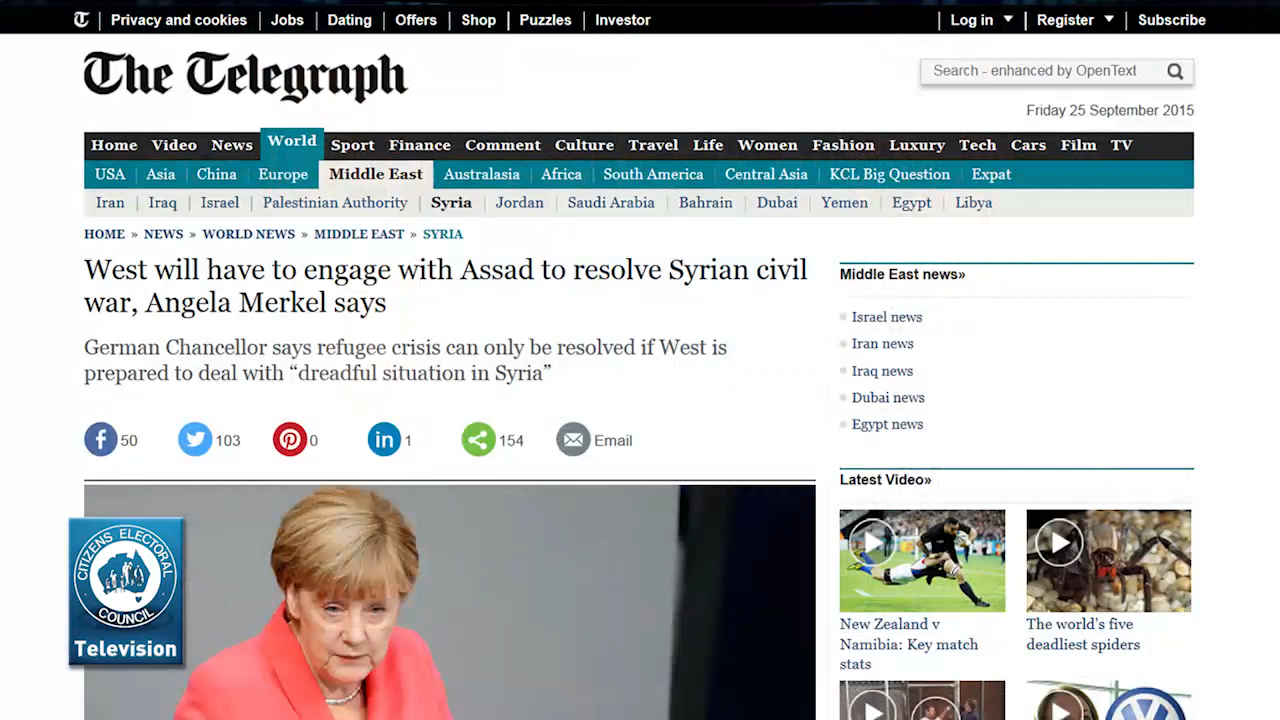 Privacy and cookies Jobs Dating Offers Shop Puzzles Investor Log in Register Subscribe
The Telegraph
Search - enhanced by OpenText
Friday 25 September 2015
Home Video News World Sport Finance Comment Culture Travel Life Women Fashion Luxury Tech Cars Film TV
USA Asia China Europe Middle East Australasia Africa South America Central Asia KCL Big Question Expat
Iran Iraq Israel Palestinian Authority Syria Jordan Saudi Arabia Bahrain Dubai Yemen Egypt Libya
HOME » NEWS » WORLD NEWS » MIDDLE EAST » SYRIA
West will have to engage with Assad to resolve Syrian civil
war, Angela Merkel says
German Chancellor says refugee crisis can only be resolved if West is
prepared to deal with “dreadful situation in Syria”
50 103 0 in 1 154 Email
Middle East news»
Israel news
Iran news
Iraq news
Dubai news
Egypt news
Latest Video»
New Zealand v
Namibia: Key match
stats
The world's five
deadliest spiders
CITIZENS ELECTORAL
COUNCIL
Television